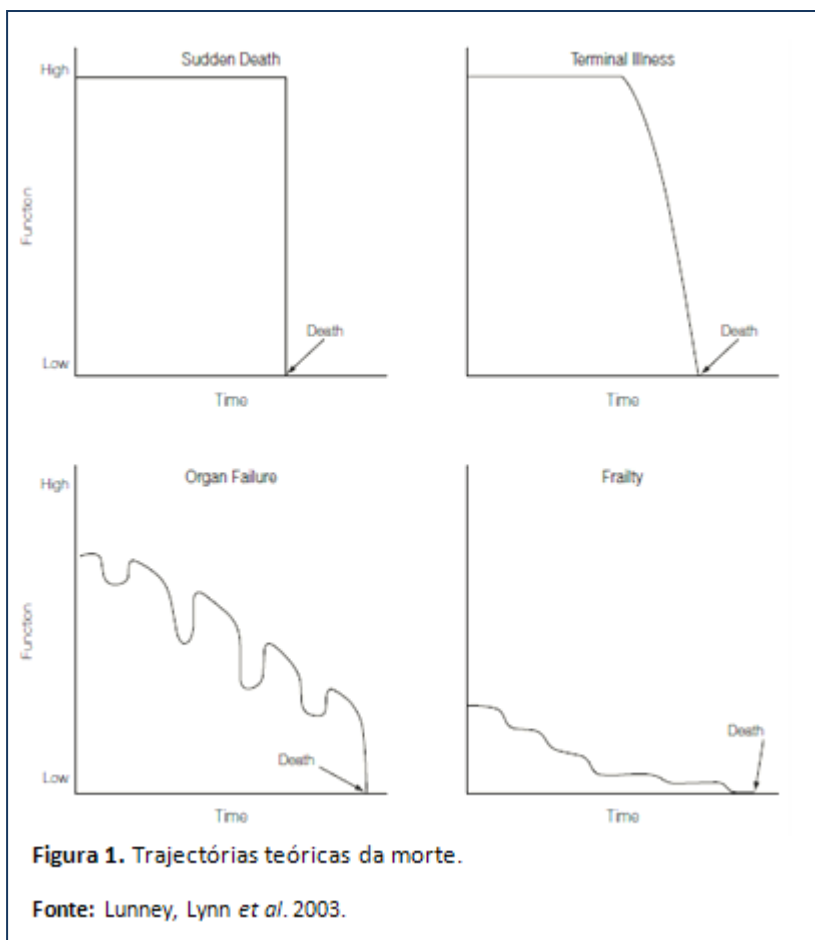 Sudden Death
High
Function
Death
Low
Time
Terminal Illness
Death
Time
Organ Failure
High
Function
Death
Low
Time
Frailty
Death
Time
Figura 1. Trajectórias teóricas da morte.
Fonte: Lunney, Lynn et al. 2003.